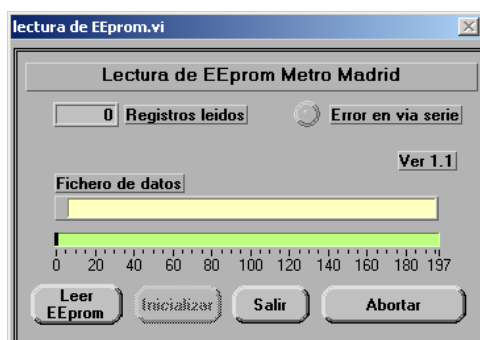 lectura de EEprom.vi
Lectura de EEprom Metro Madrid
0 Registros leidos Error en via serie
Ver 1.1
Fichero de datos
0 20 40 60 80 100 120 140 160 180 197
Leer EEprom Inicializar Salir Abortar